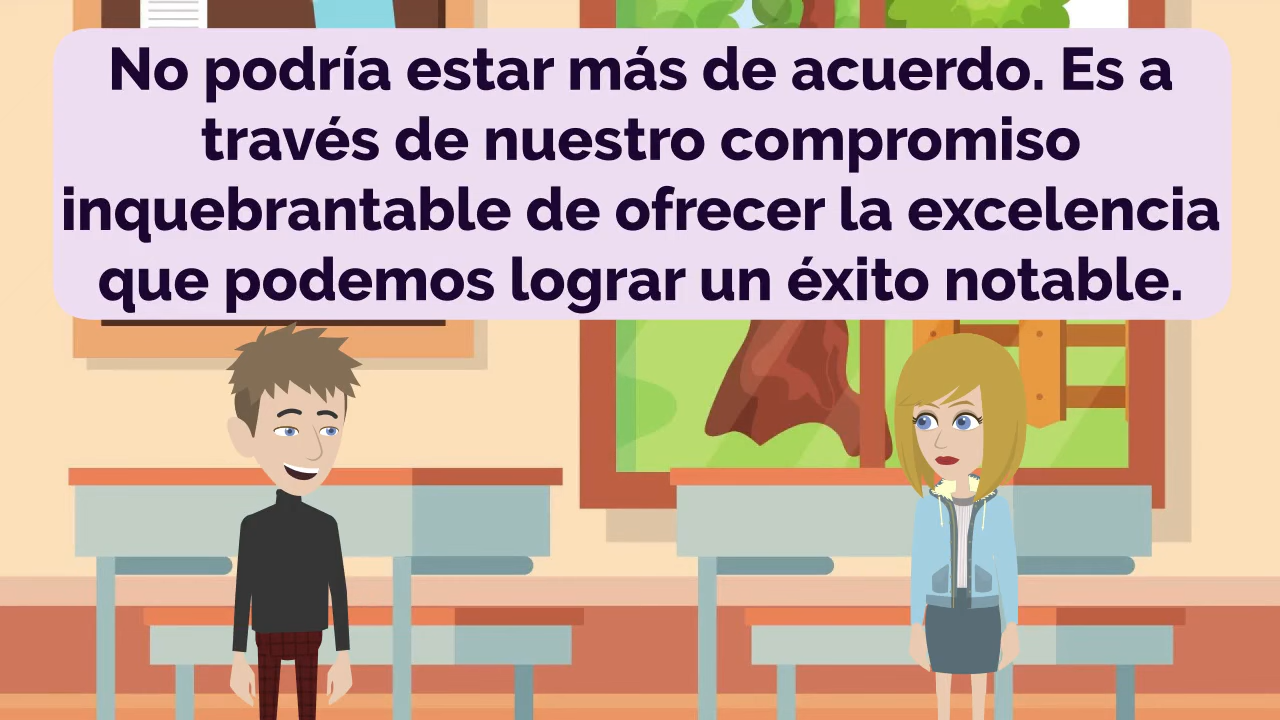 No podría estar más de acuerdo. Es a
través de nuestro compromiso
inquebrantable de ofrecer la excelencia
que podemos lograr un éxito notable.